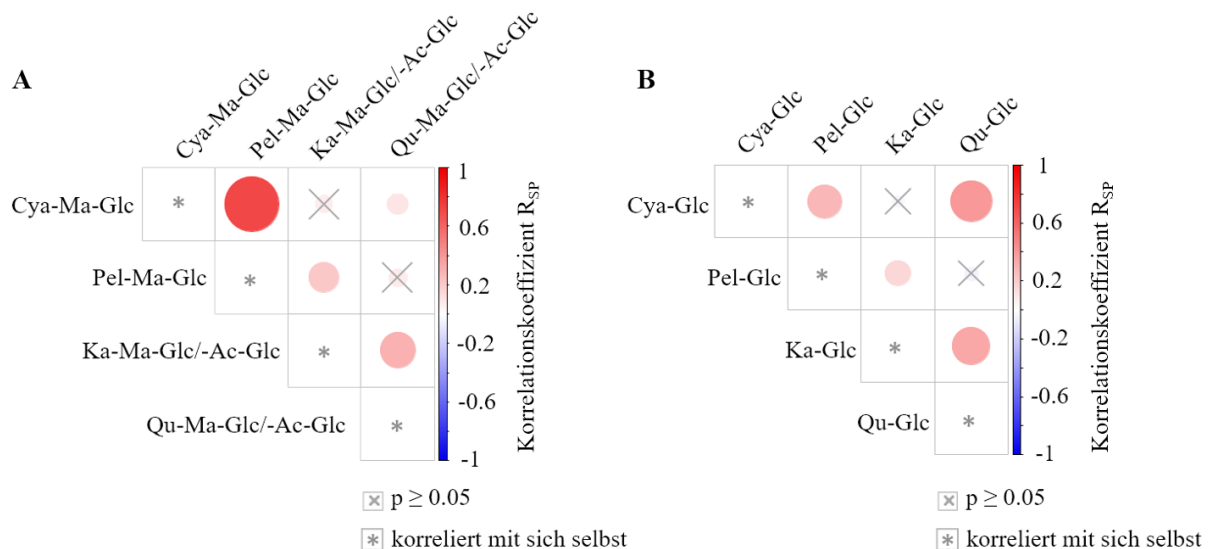 A
Cya-Ma-Glc
Pel-Ma-Glc
Ka-Ma-Glc/-Ac-Glc
Qu-Ma-Glc/-Ac-Glc
Cya-Ma-Glc
*
×
Pel-Ma-Glc
*
×
Ka-Ma-Glc/-Ac-Glc
*
Qu-Ma-Glc/-Ac-Glc
*
1
0.6
0.2
-0.2
-0.6
-1
Korrelationskoeffizient RSP
× p ≥ 0.05
* korreliert mit sich selbst
B
Cya-Glc
Pel-Glc
Ka-Glc
Qu-Glc
Cya-Glc
*
×
Pel-Glc
*
×
Ka-Glc
*
Qu-Glc
*
1
0.6
0.2
-0.2
-0.6
-1
Korrelationskoeffizient RSP
× p ≥ 0.05
* korreliert mit sich selbst